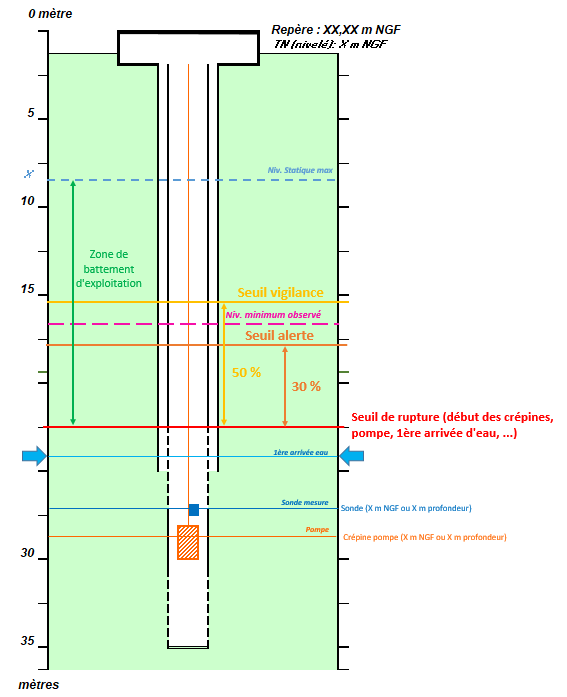 0 mètre
Repère : XX,XX m NGF
TN (nivelé): X m NGF
5
Niv. Statique max
X
10
Zone de
battement
d'exploitation
15
Seuil vigilance
Niv. minimum observé
Seuil alerte
50 %
30 %
Seuil de rupture (début des crépines,
pompe, 1ère arrivée d'eau, ...)
1ère arrivée eau
Sonde mesure
Sonde (X m NGF ou X m profondeur)
Pompe
Crépine pompe (X m NGF ou X m profondeur)
30
35
mètres